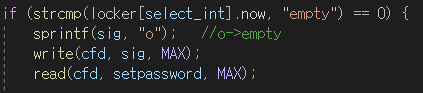 if (strcmp(locker[select_int].now, "empty") == 0) {
    sprintf(sig, "o");   //o->empty
    write(cfd, sig, MAX);
    read(cfd, setpassword, MAX);